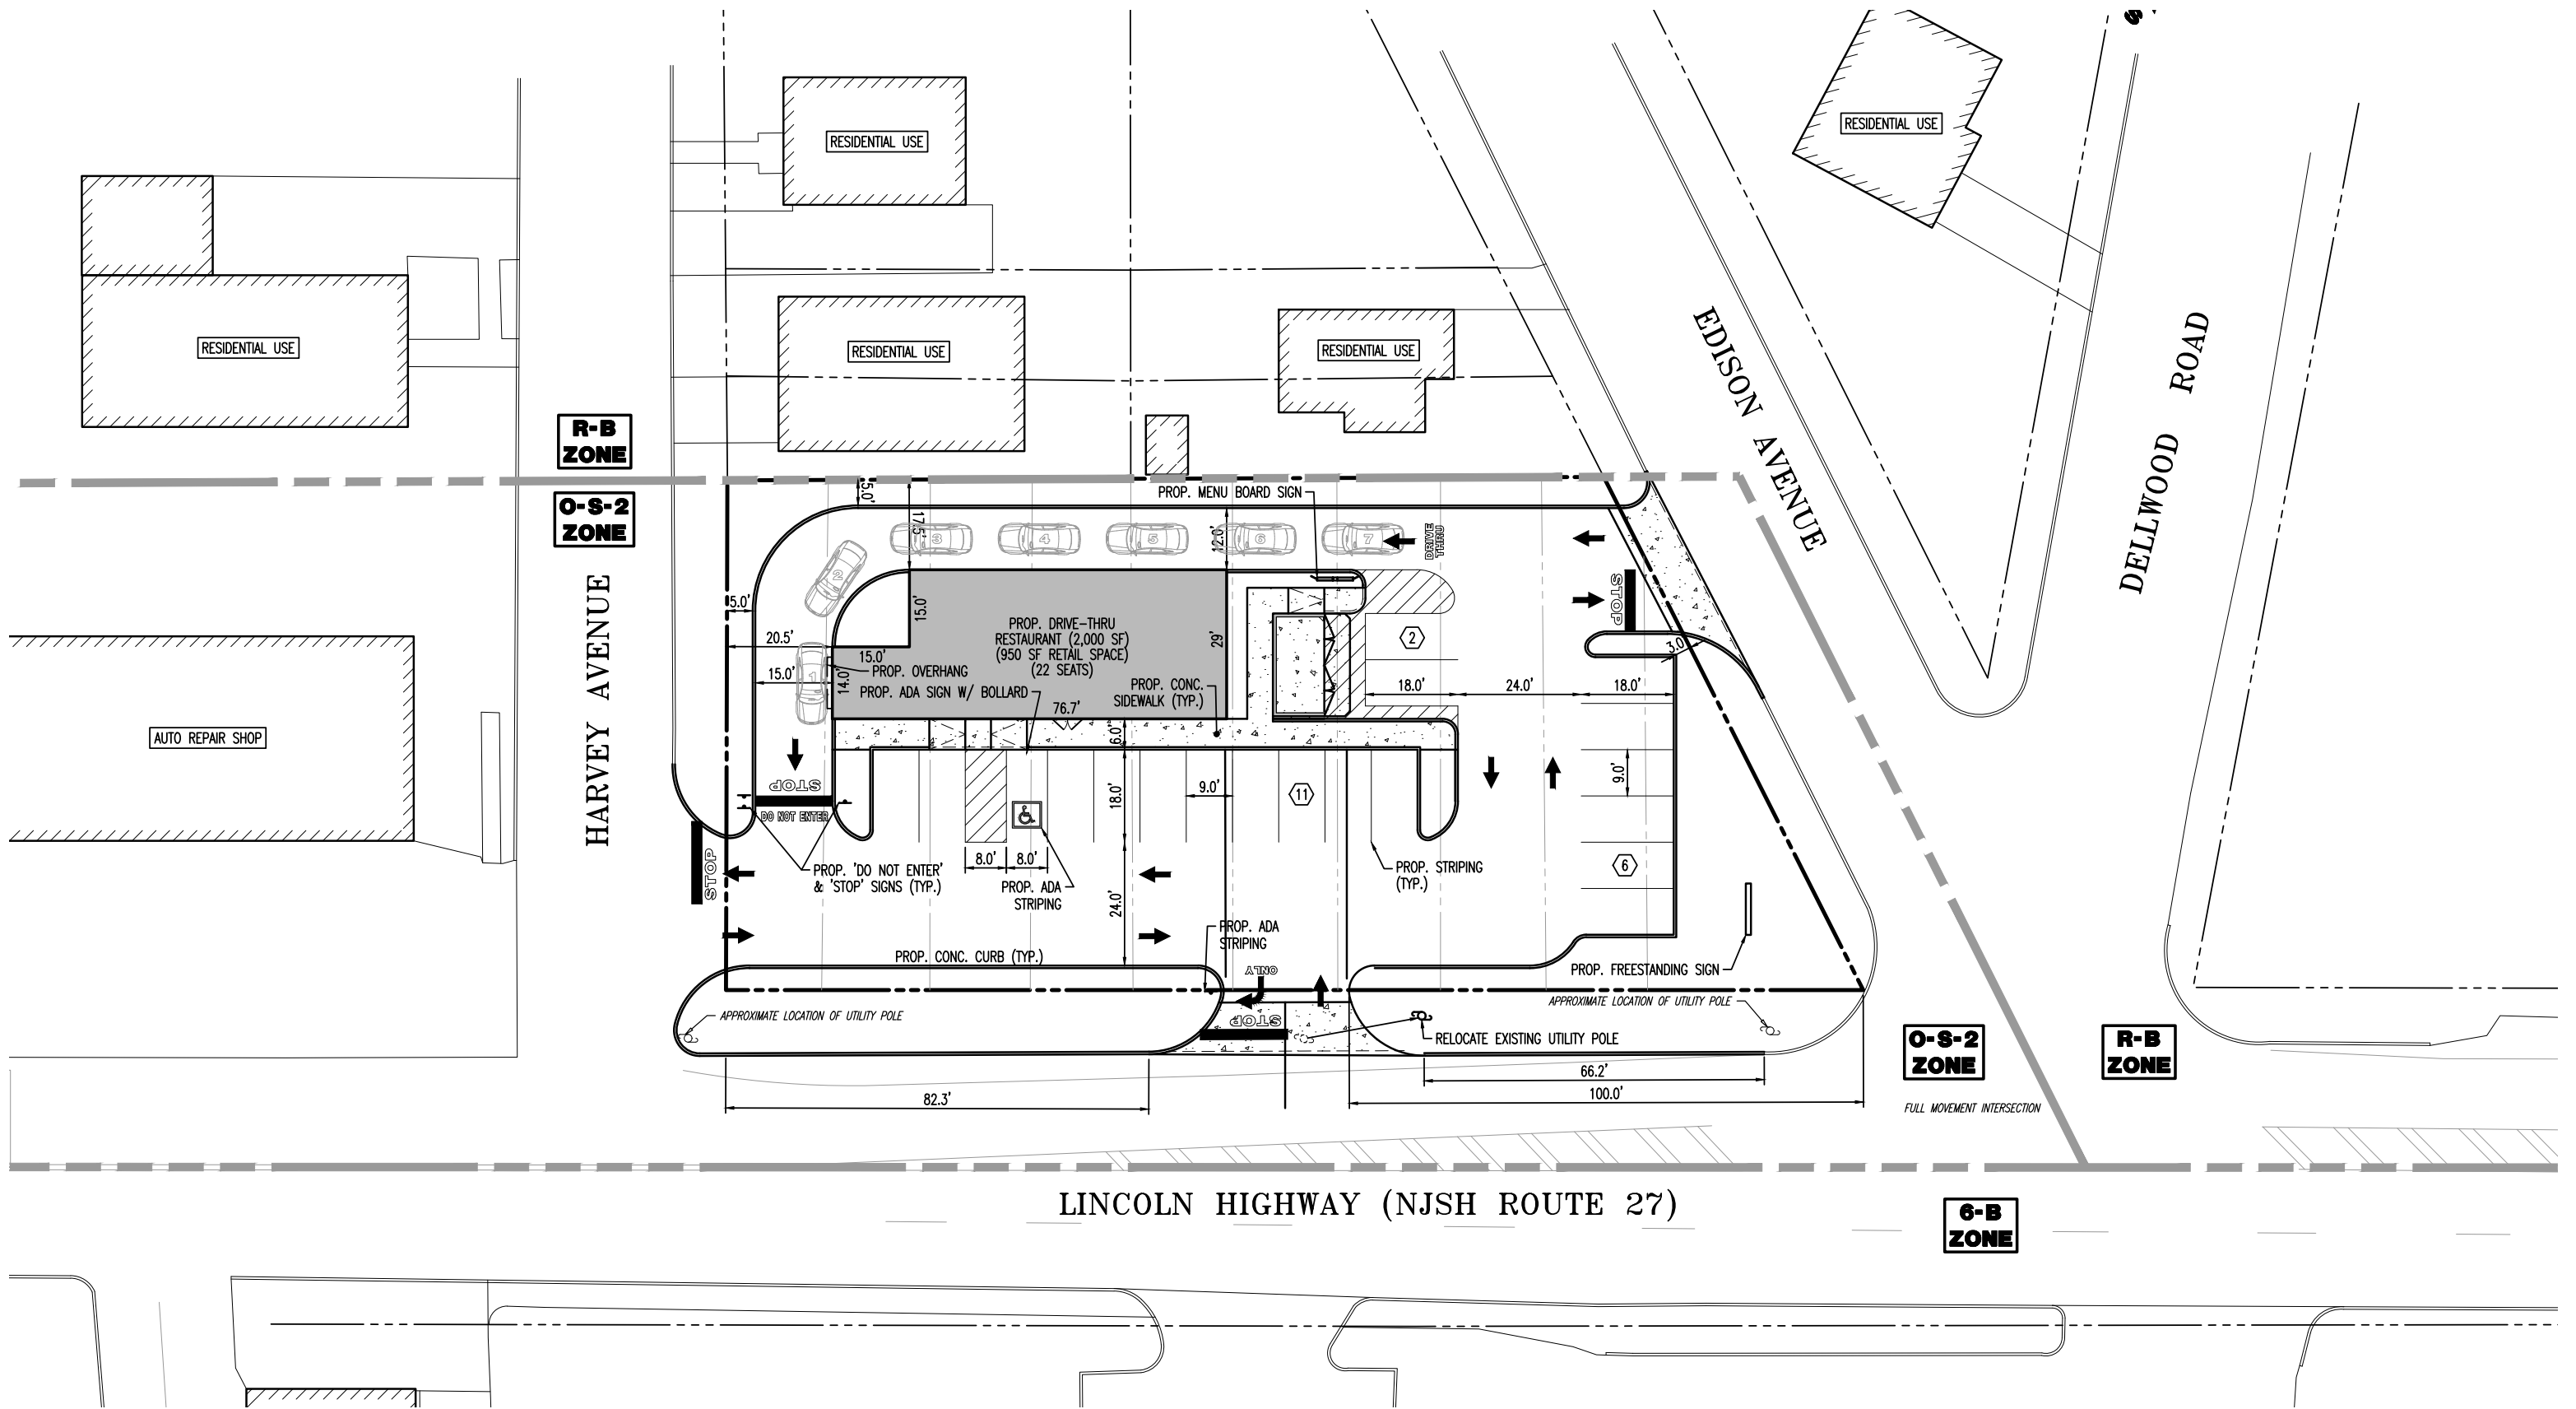 RESIDENTIAL USE
RESIDENTIAL USE
RESIDENTIAL USE
RESIDENTIAL USE
RESIDENTIAL USE
EDISON AVENUE
DELLWOOD ROAD
R-B
ZONE
O-S-2
ZONE
HARVEY AVENUE
AUTO REPAIR SHOP
5.0'
17.5'
PROP. MENU BOARD SIGN
12.0'
1
2
3
4
5
6
7
DRIVE
THRU
STOP
5.0'
20.5'
15.0'
15.0'
15.0'
14.0'
PROP. DRIVE-THRU
RESTAURANT (2,000 SF)
(950 SF RETAIL SPACE)
(22 SEATS)
29'
PROP. OVERHANG
PROP. ADA SIGN W/ BOLLARD
PROP. CONC.
SIDEWALK (TYP.)
76.7'
6.0'
2
3.0'
18.0'
24.0'
18.0'
9.0'
STOP
DO NOT ENTER
STOP
PROP. 'DO NOT ENTER'
& 'STOP' SIGNS (TYP.)
8.0'
8.0'
PROP. ADA
STRIPING
18.0'
9.0'
11
24.0'
PROP. STRIPING
(TYP.)
6
PROP. ADA
STRIPING
PROP. CONC. CURB (TYP.)
ONLY
STOP
PROP. FREESTANDING SIGN
APPROXIMATE LOCATION OF UTILITY POLE
APPROXIMATE LOCATION OF UTILITY POLE
RELOCATE EXISTING UTILITY POLE
66.2'
82.3'
100.0'
O-S-2
ZONE
R-B
ZONE
FULL MOVEMENT INTERSECTION
LINCOLN HIGHWAY (NJSH ROUTE 27)
6-B
ZONE